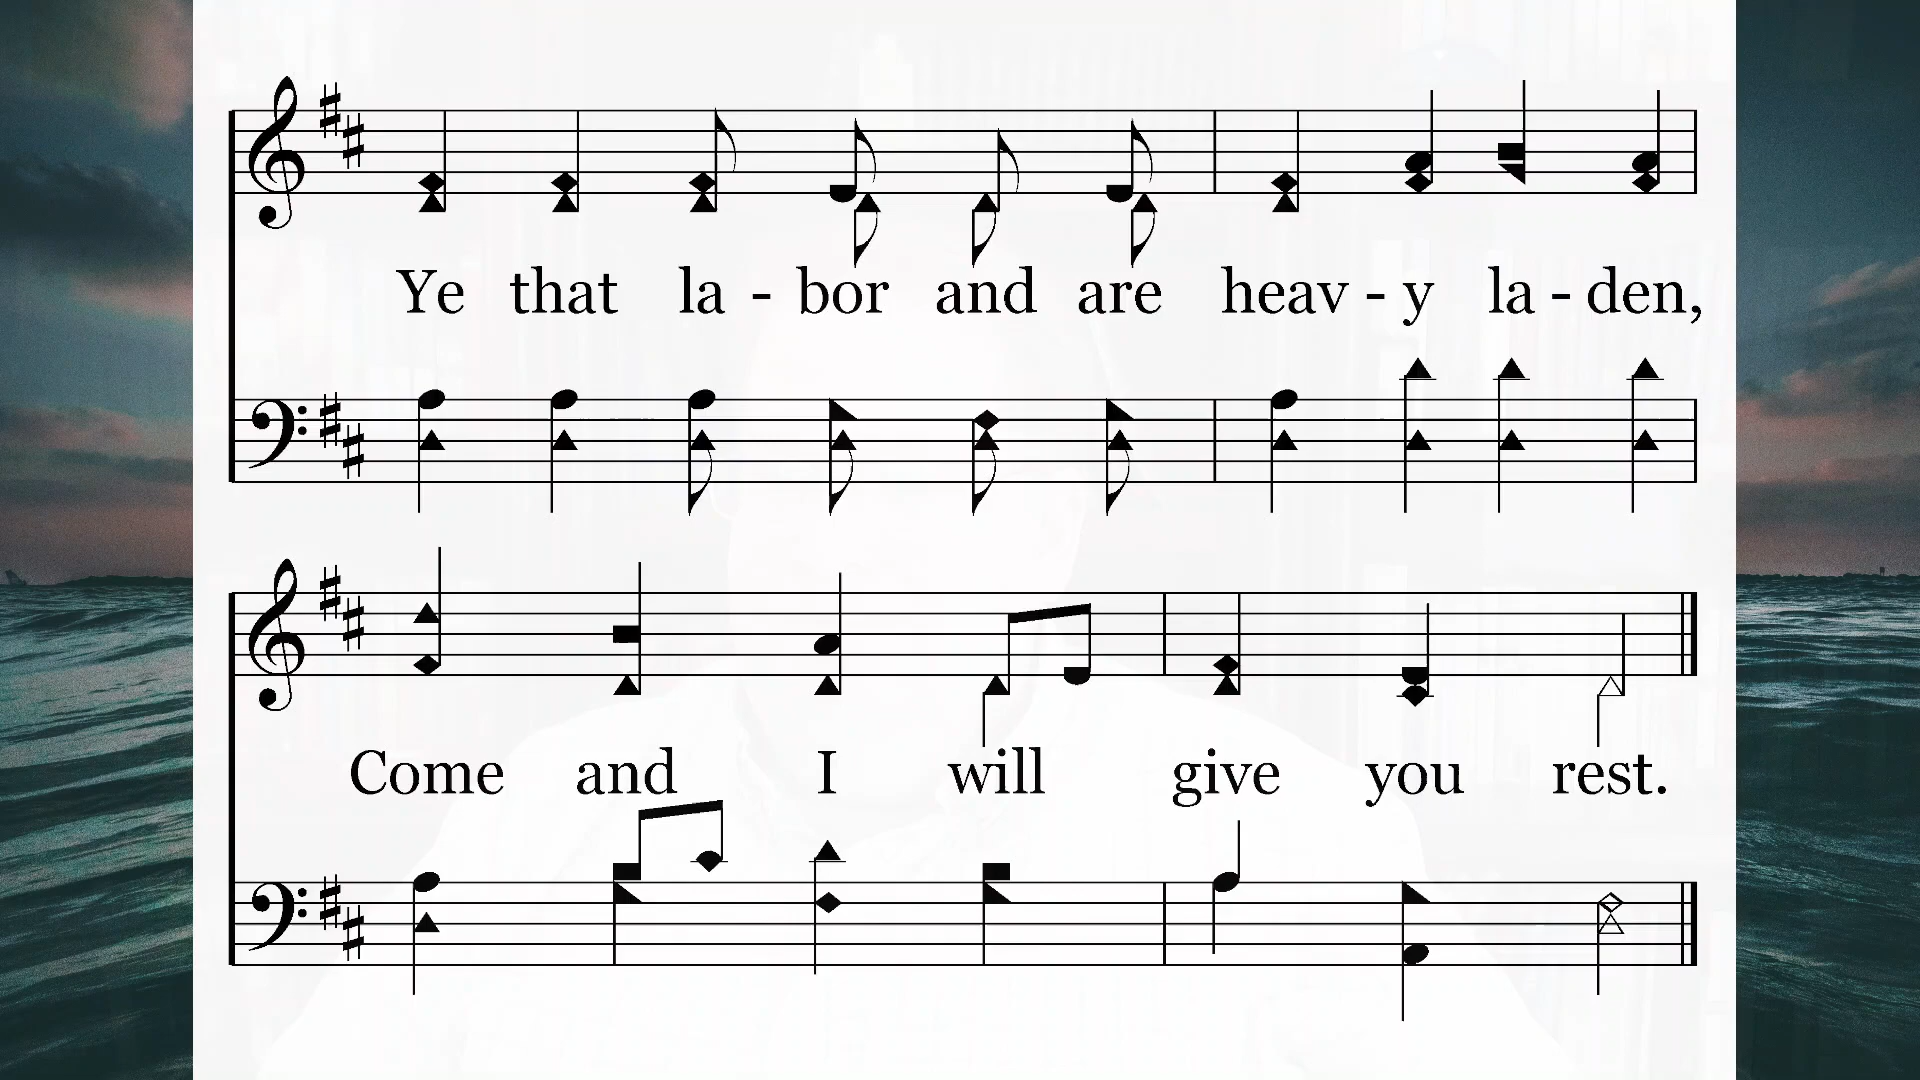 Ye that la - bor and are heav - y la - den,
Come and I will give you rest.